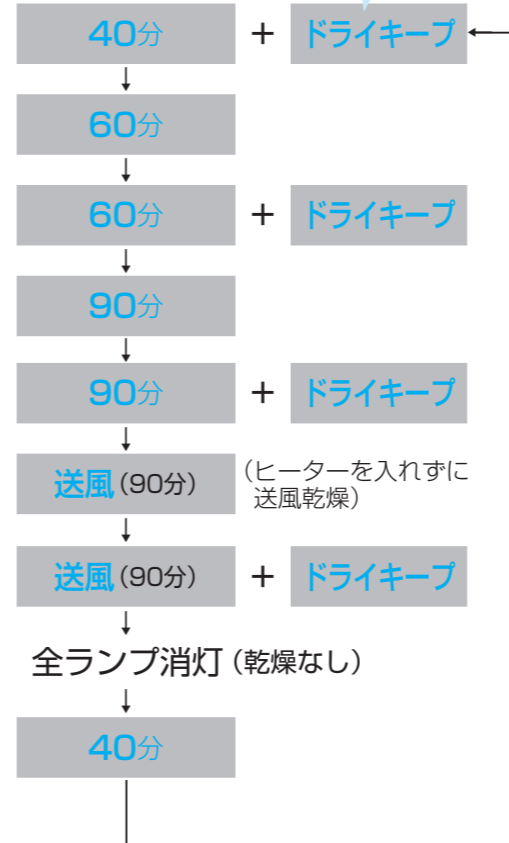 40分 + ドライキープ
60分
60分 + ドライキープ
90分
90分 + ドライキープ
送風(90分) (ヒーターを入れずに
送風乾燥)
送風(90分) + ドライキープ
全ランプ消灯(乾燥なし)
40分